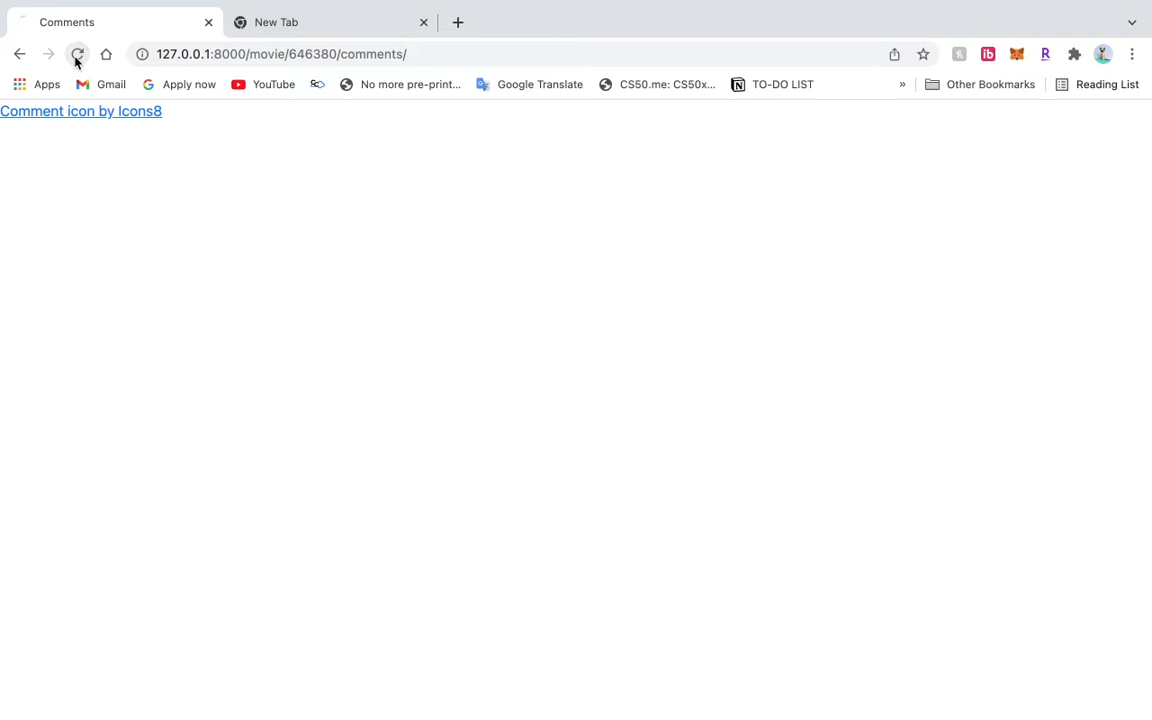 Comments
New Tab
127.0.0.1:8000/movie/646380/comments/
ib
R
Apps
Gmail
Apply now
YouTube
No more pre-print...
Google Translate
CS50.me: CS50x...
TO-DO LIST
»
Other Bookmarks
Reading List
Comment icon by Icons8